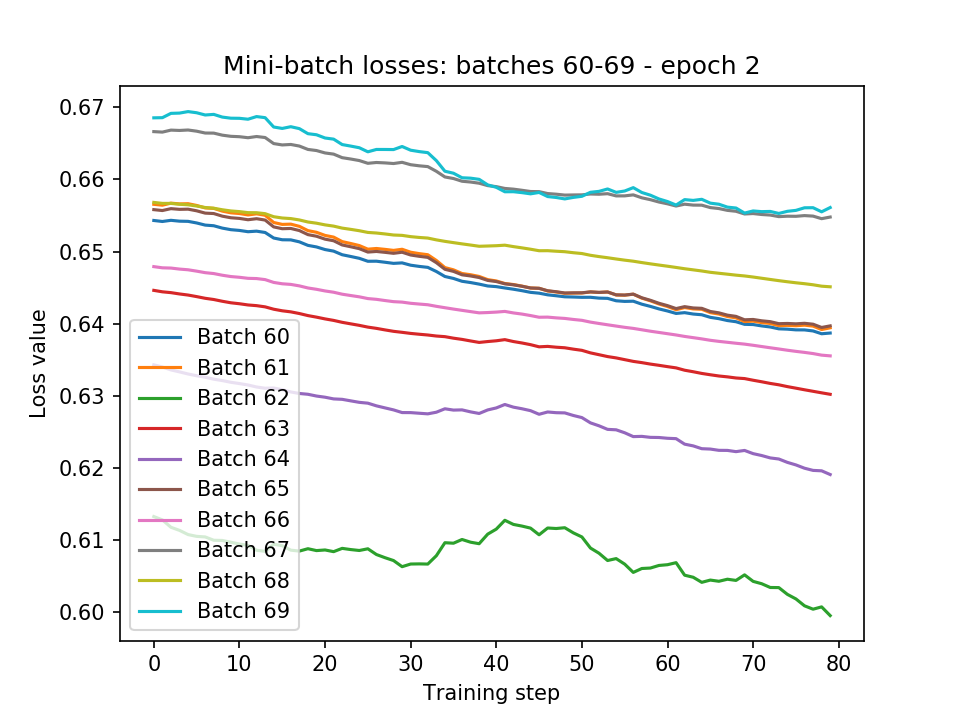 Mini-batch losses: batches 60-69 - epoch 2
Loss value
0.67
0.66
0.65
0.64
0.63
0.62
0.61
0.60
Batch 60
Batch 61
Batch 62
Batch 63
Batch 64
Batch 65
Batch 66
Batch 67
Batch 68
Batch 69
0 10 20 30 40 50 60 70 80
Training step